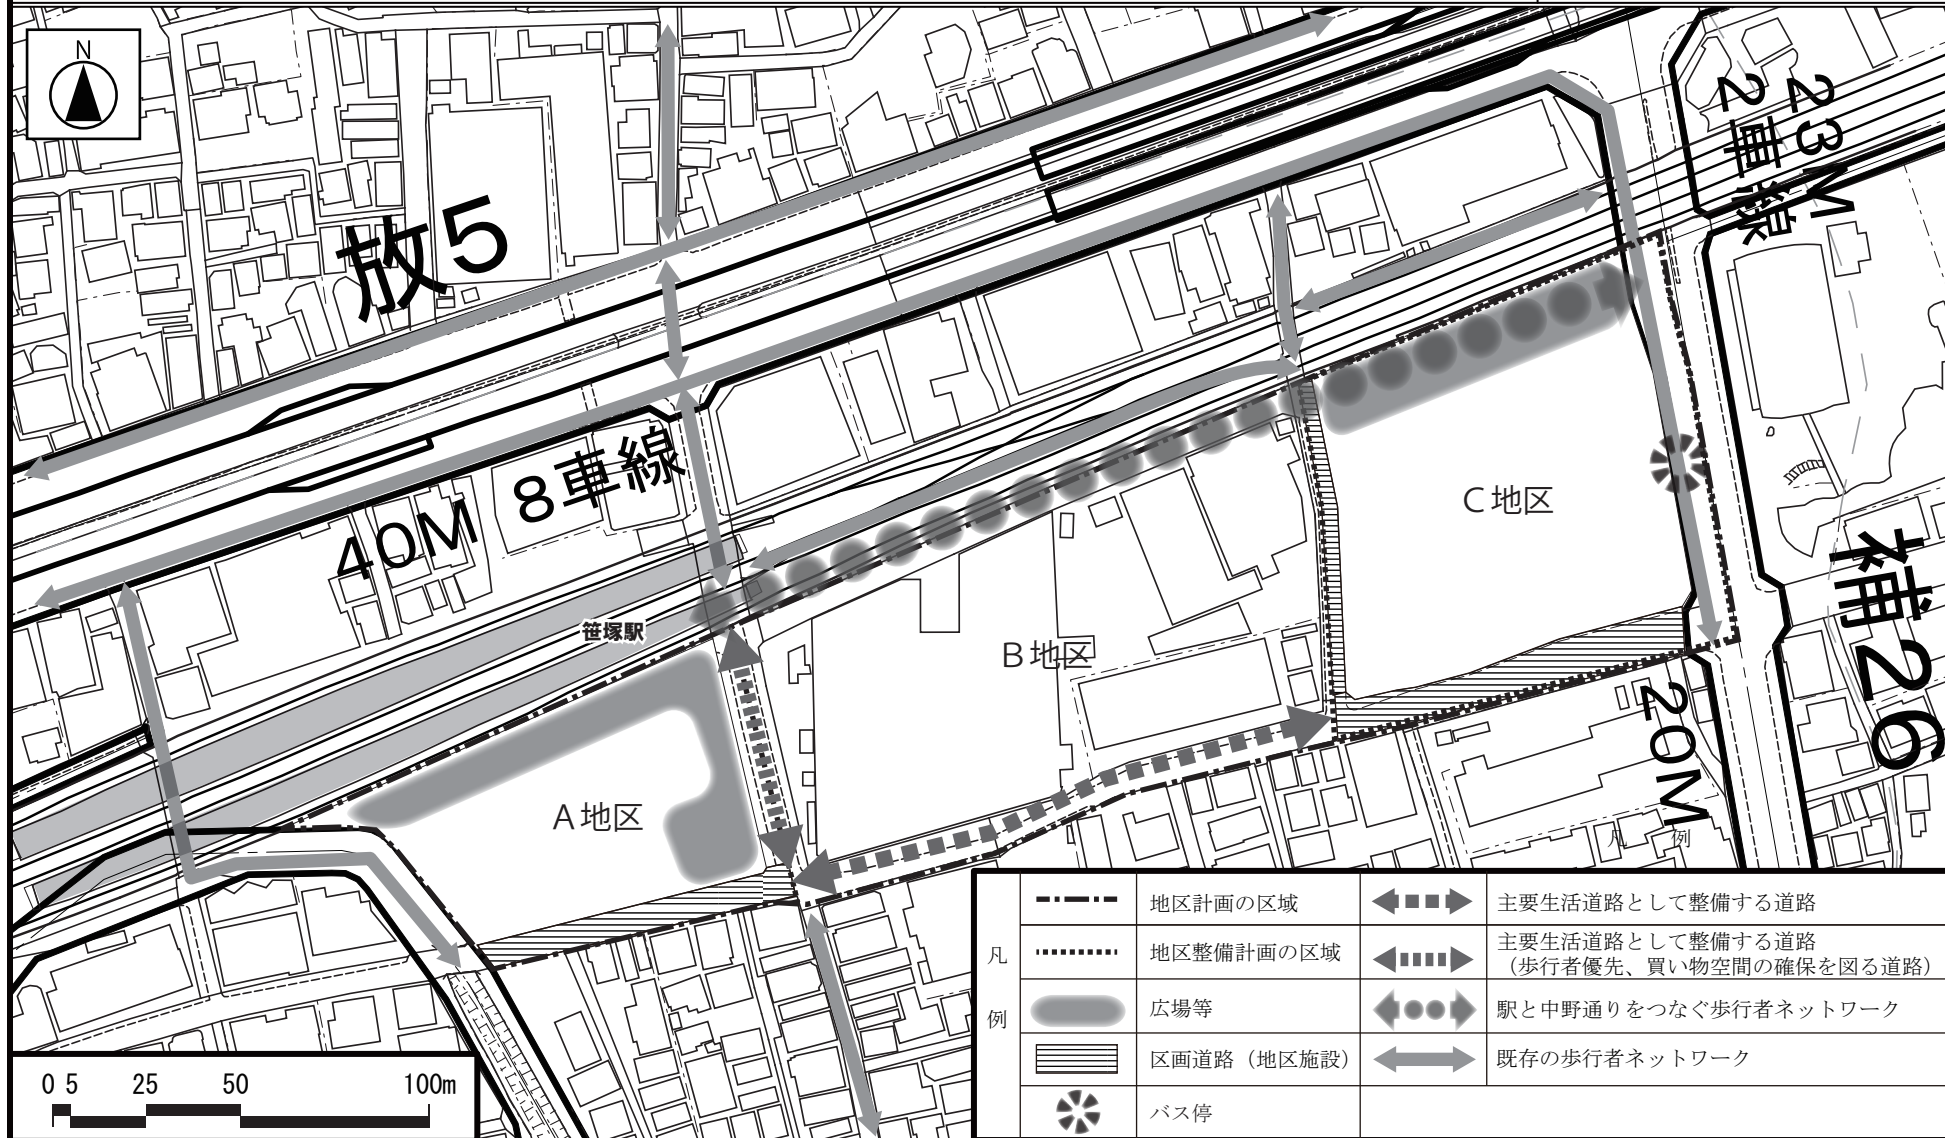 N
放5
23M
2車線
8車線
40M
C地区
笹塚駅
B地区
補26
20M
A地区
凡 例
凡例
地区計画の区域
主要生活道路として整備する道路
地区整備計画の区域
主要生活道路として整備する道路
（歩行者優先、買い物空間の確保を図る道路）
広場等
駅と中野通りをつなぐ歩行者ネットワーク
区画道路（地区施設）
既存の歩行者ネットワーク
バス停
0 5 25 50 100m